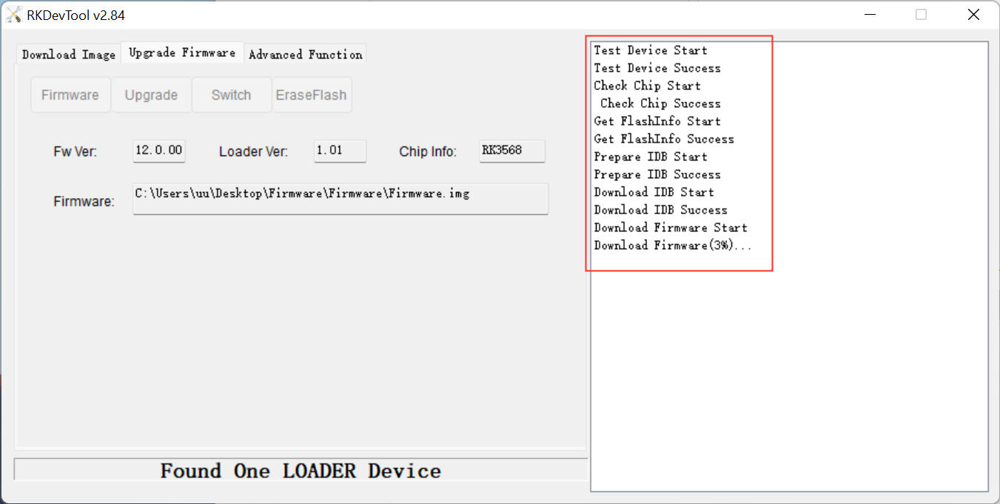 RKDevTool v2.84
Download Image
Upgrade Firmware
Advanced Function
Firmware
Upgrade
Switch
EraseFlash
Fw Ver:
12.0.00
Loader Ver:
1.01
Chip Info:
RK3568
Firmware:
C:\Users\uu\Desktop\Firmware\Firmware\Firmware.img
Found One LOADER Device
Test Device Start
Test Device Success
Check Chip Start
Check Chip Success
Get FlashInfo Start
Get FlashInfo Success
Prepare IDB Start
Prepare IDB Success
Download IDB Start
Download IDB Success
Download Firmware Start
Download Firmware(3%)...